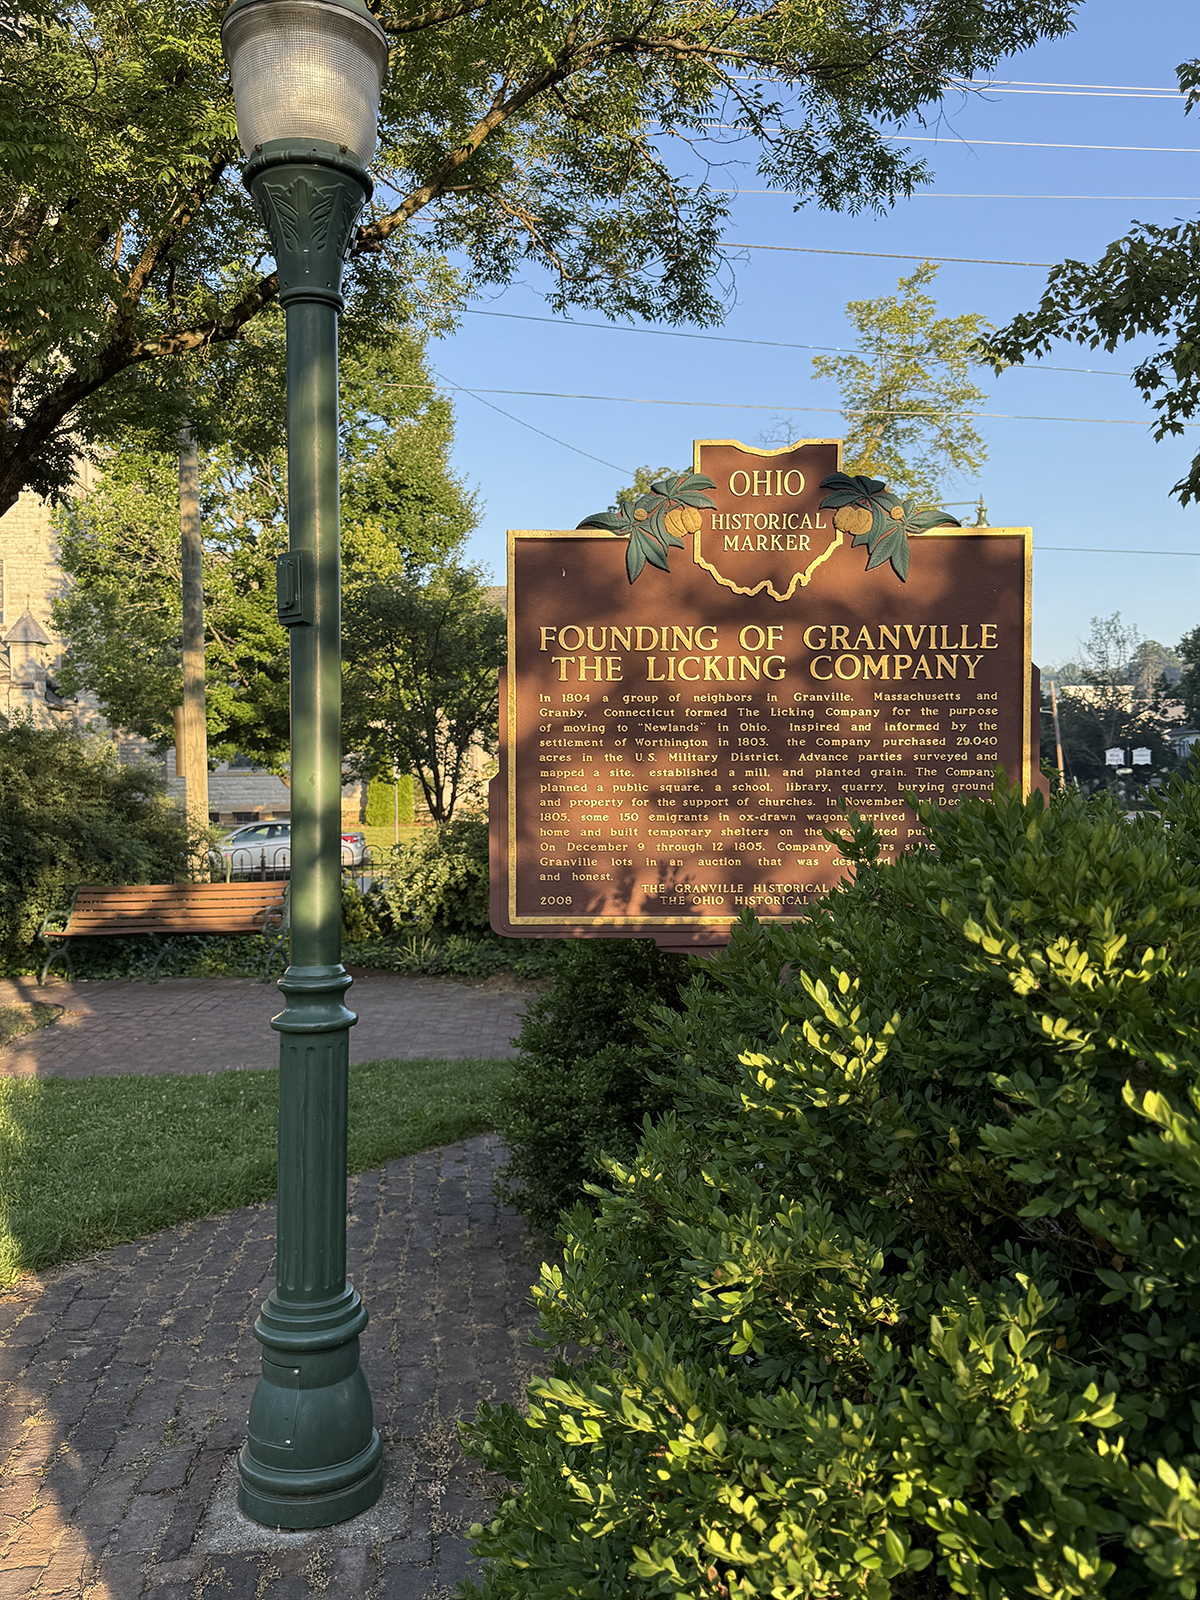 OHIO
HISTORICAL
MARKER
FOUNDING OF GRANVILLE
THE LICKING COMPANY
In 1804 a group of neighbors in Granville, Massachusetts and
Granby, Connecticut formed The Licking Company for the purpose
of moving to "Newlands" in Ohio. Inspired and informed by the
settlement of Worthington in 1803, the Company purchased 29,040
acres in the U.S. Military District. Advance parties surveyed and
mapped a site, established a mill, and planted grain. The Company
planned a public square, a school, library, quarry, burying ground
and property for the support of churches. In November and December
1805, some 150 emigrants in ox-drawn wagons arrived
home and built temporary shelters on the
On December 9 through 12 1805, Company
Granville lots in an auction that was
and honest.
THE GRANVILLE HISTORICAL
2008 THE OHIO HISTORICAL